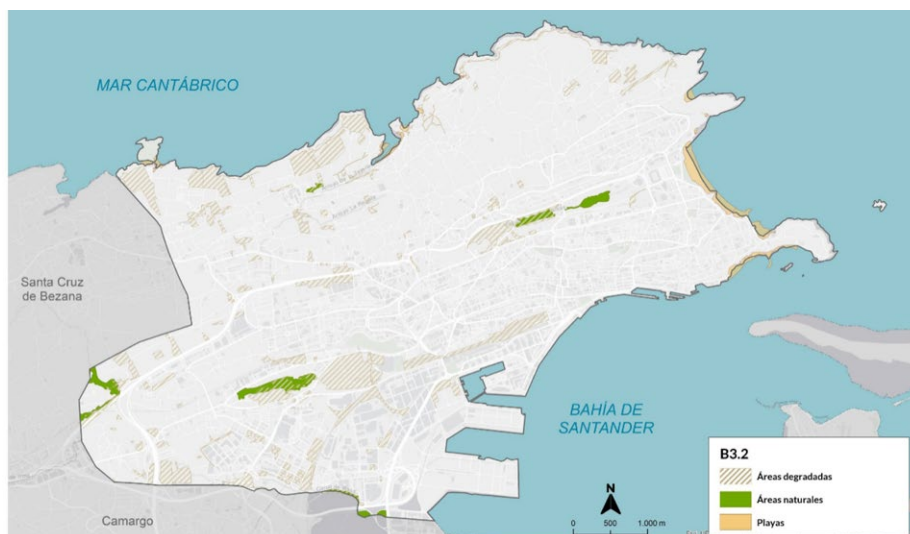 MAR CANTÁBRICO
Santa Cruz
de Bezana
BAHÍA DE
SANTANDER
Camargo
N
0 500 1.000 m
B3.2
Áreas degradadas
Áreas naturales
Playas